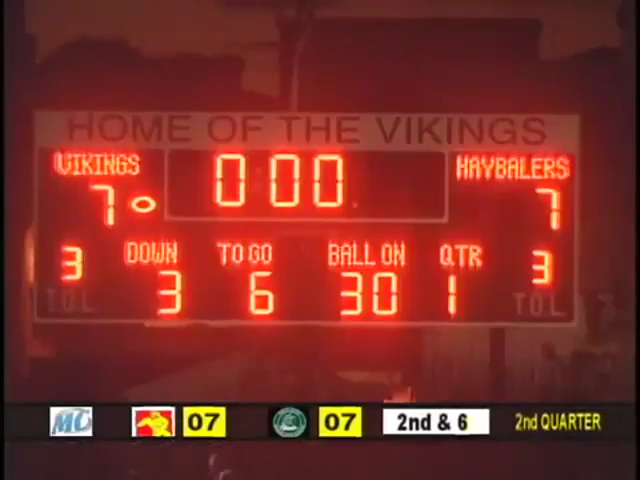 HOME OF THE VIKINGS
VIKINGS 0:00 HAYBALERS
7 7
DOWN TO GO BALL ON QTR
3 3 6 30 1 3
T.O.L. T.O.L.
MC 07 07 2nd & 6 2nd QUARTER